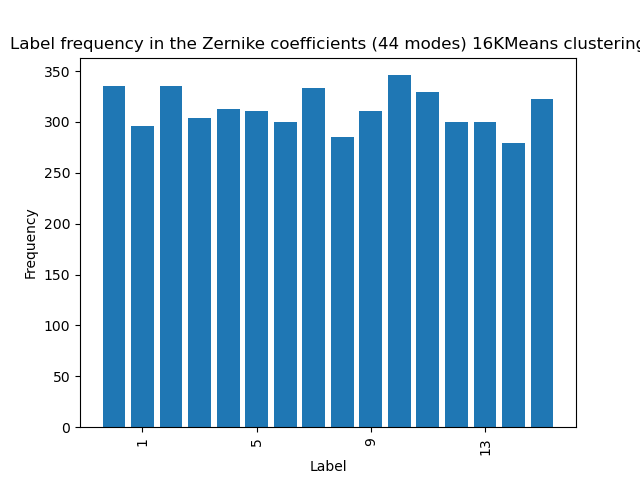 Label frequency in the Zernike coefficients (44 modes) 16KMeans clustering
350
300
250
200
150
100
50
0
Frequency
1 5 9 13
Label